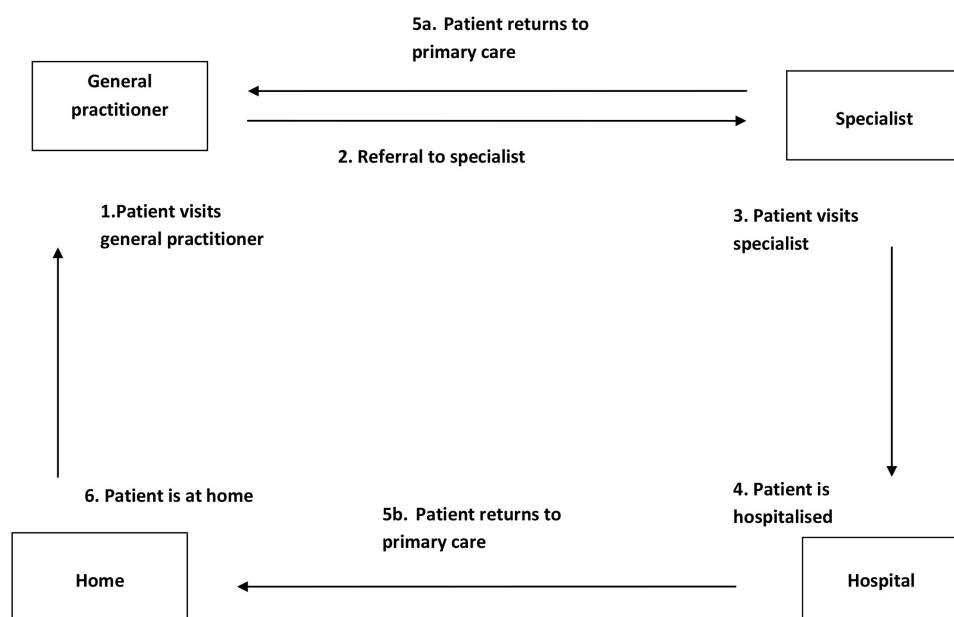 5a. Patient returns to
primary care
General
practitioner
Specialist
2. Referral to specialist
1.Patient visits
general practitioner
3. Patient visits
specialist
6. Patient is at home
4. Patient is
hospitalised
5b. Patient returns to
primary care
Home
Hospital